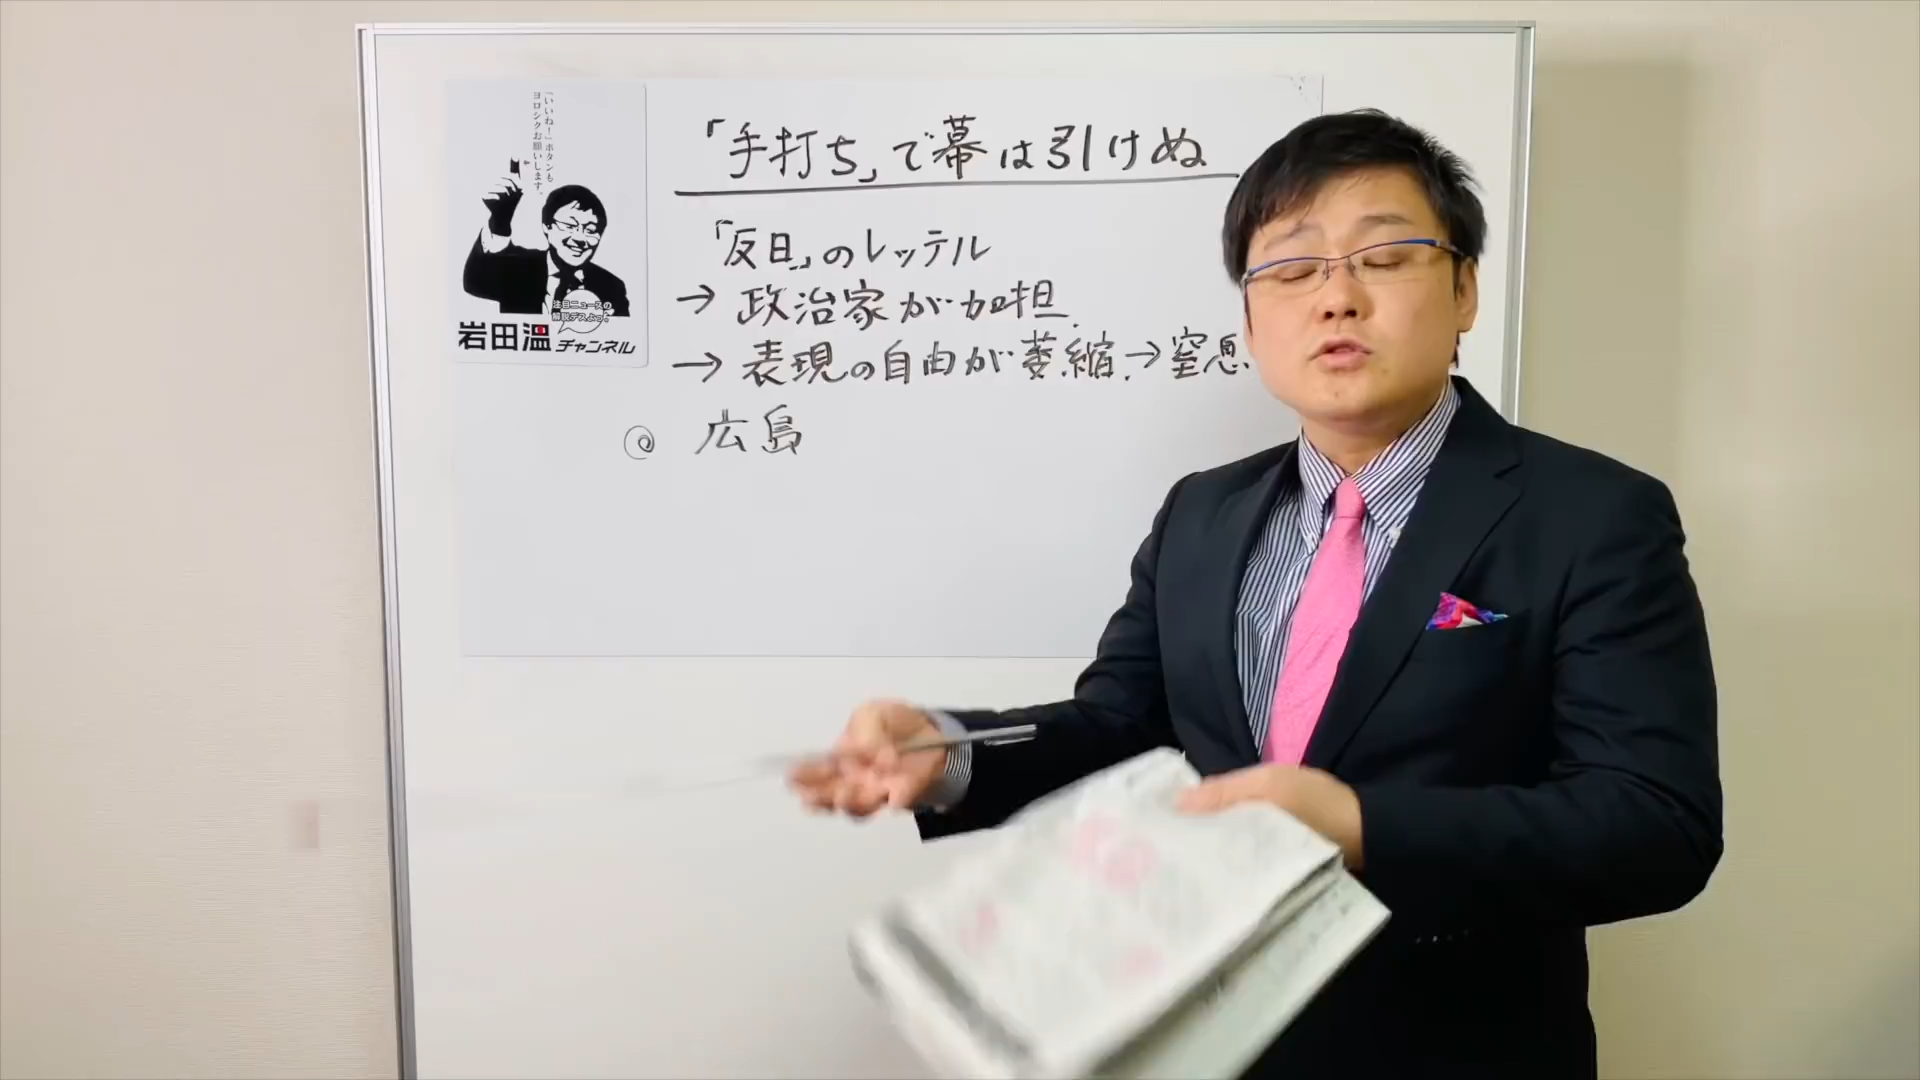 「いいね！」ボタンも
ヨロシクお願いします。
注目ニュースの
解説デスよっ!
岩田温チャンネル
「手打ち」で幕は引けぬ
「反日」のレッテル
→ 政治家が加担.
→ 表現の自由が萎縮.→窒息
◎ 広島